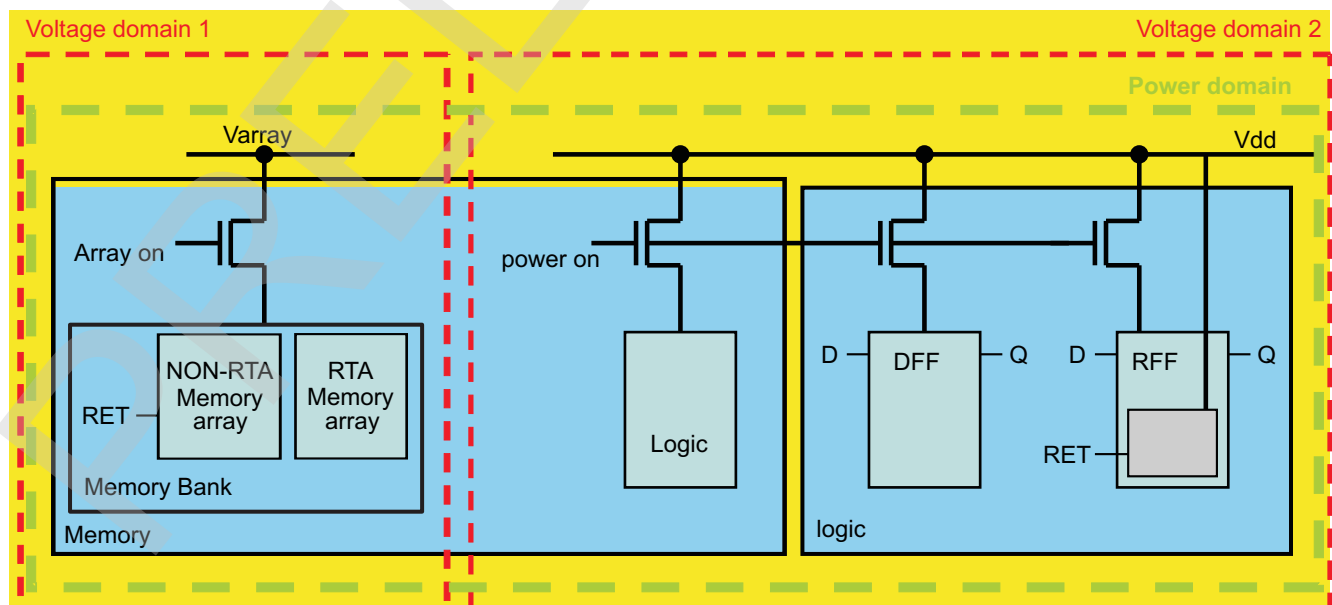 Voltage domain 1
Voltage domain 2
Power domain
Varray
Vdd
Array on
power on
NON-RTA
Memory
array
RTA
Memory
array
RET
Memory Bank
Memory
Logic
D
DFF
Q
D
RFF
Q
RET
logic
PREL